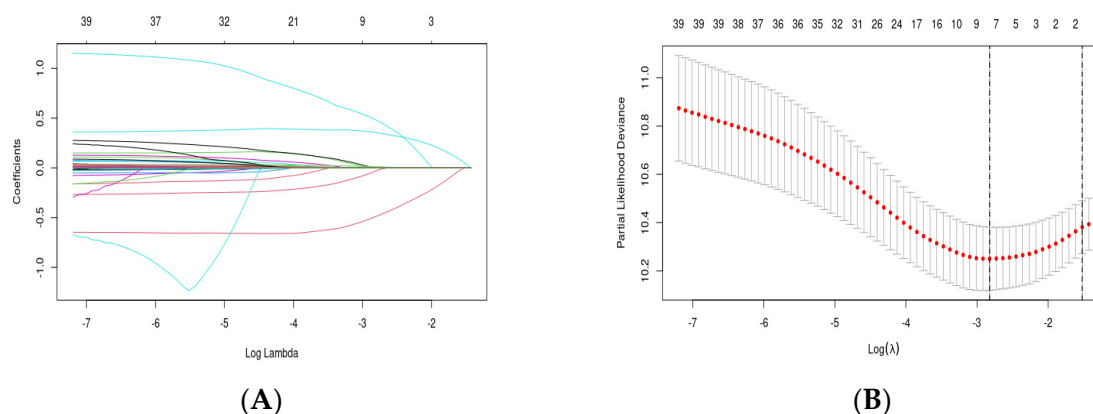 39 37 32 21 9 3
Coefficients
1.0
0.5
0.0
-0.5
-1.0
-7 -6 -5 -4 -3 -2
Log Lambda
(A)
39 39 39 38 37 36 36 35 32 31 26 24 17 16 10 9 7 5 3 2 2
Partial Likelihood Deviance
11.0
10.8
10.6
10.4
10.2
-7 -6 -5 -4 -3 -2
Log(λ)
(B)